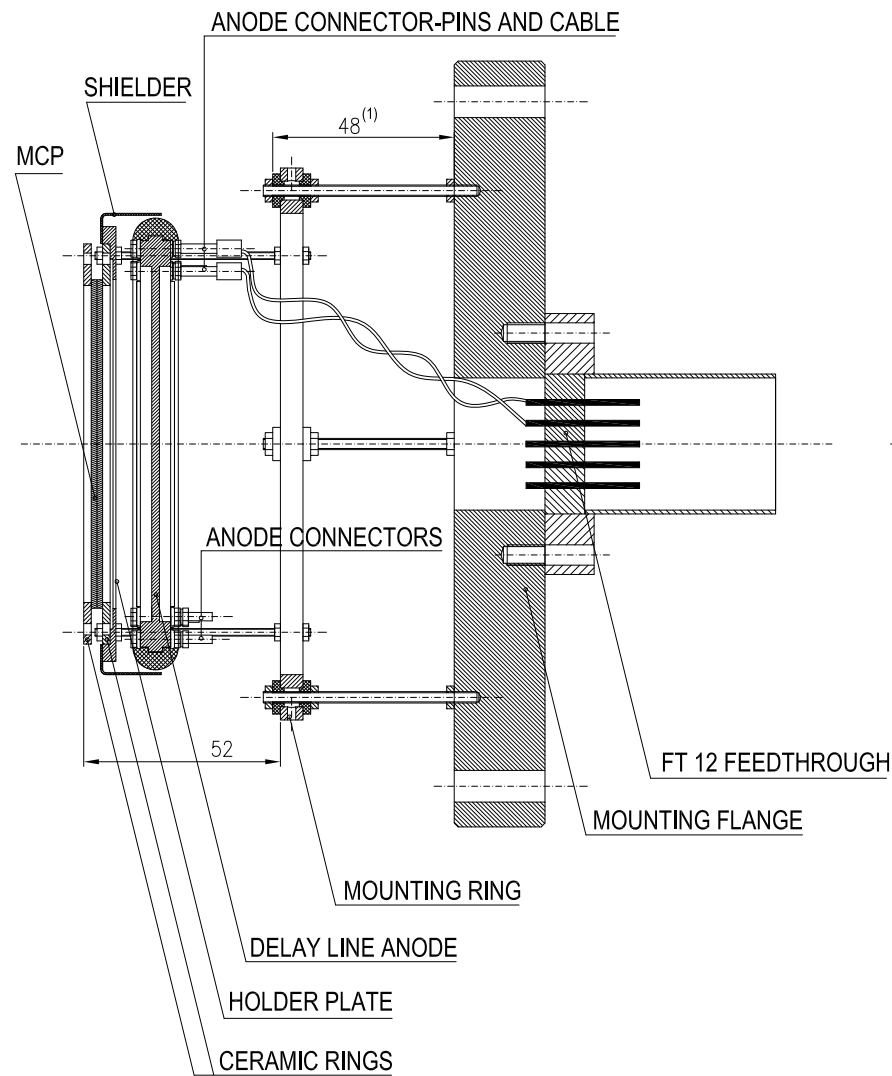 ANODE CONNECTOR-PINS AND CABLE
SHIELDER
48(1)
MCP
ANODE CONNECTORS
52
FT 12 FEEDTHROUGH
MOUNTING FLANGE
MOUNTING RING
DELAY LINE ANODE
HOLDER PLATE
CERAMIC RINGS